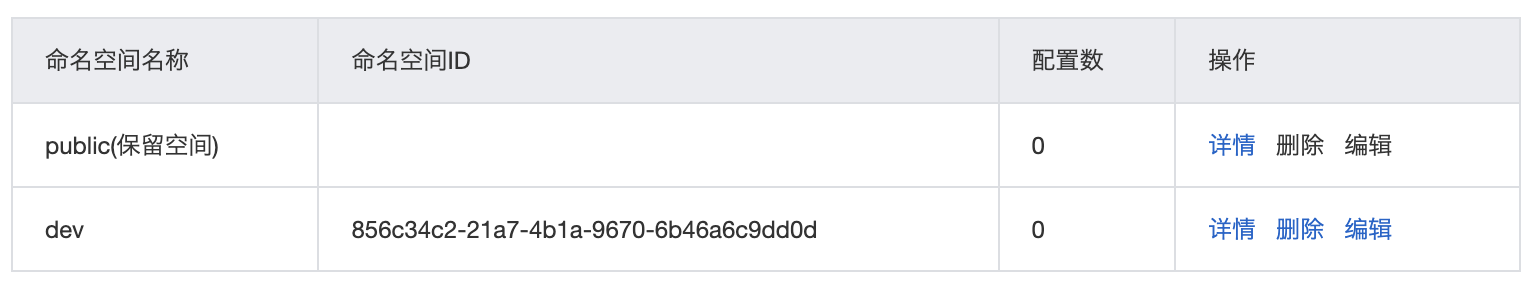 命名空间名称 命名空间ID 配置数 操作
public(保留空间) 0 详情 删除 编辑
dev 856c34c2-21a7-4b1a-9670-6b46a6c9dd0d 0 详情 删除 编辑